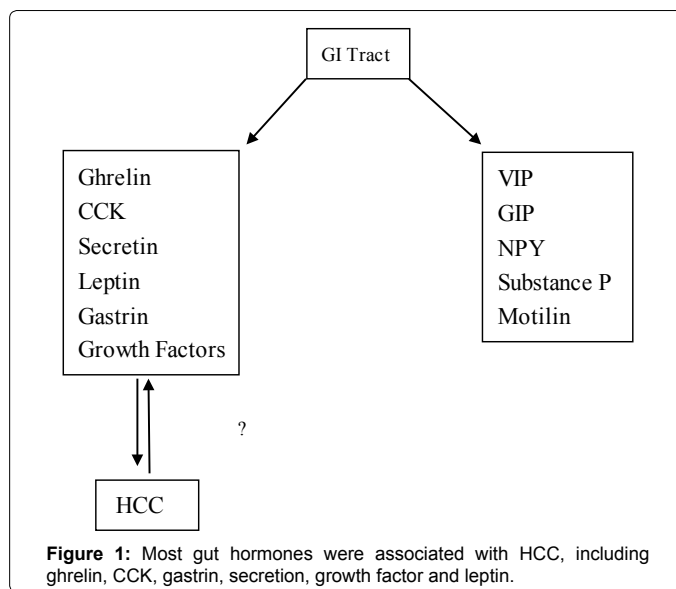 GI Tract
Ghrelin
CCK
Secretin
Leptin
Gastrin
Growth Factors
VIP
GIP
NPY
Substance P
Motilin
?
HCC
Figure 1: Most gut hormones were associated with HCC, including
ghrelin, CCK, gastrin, secretion, growth factor and leptin.